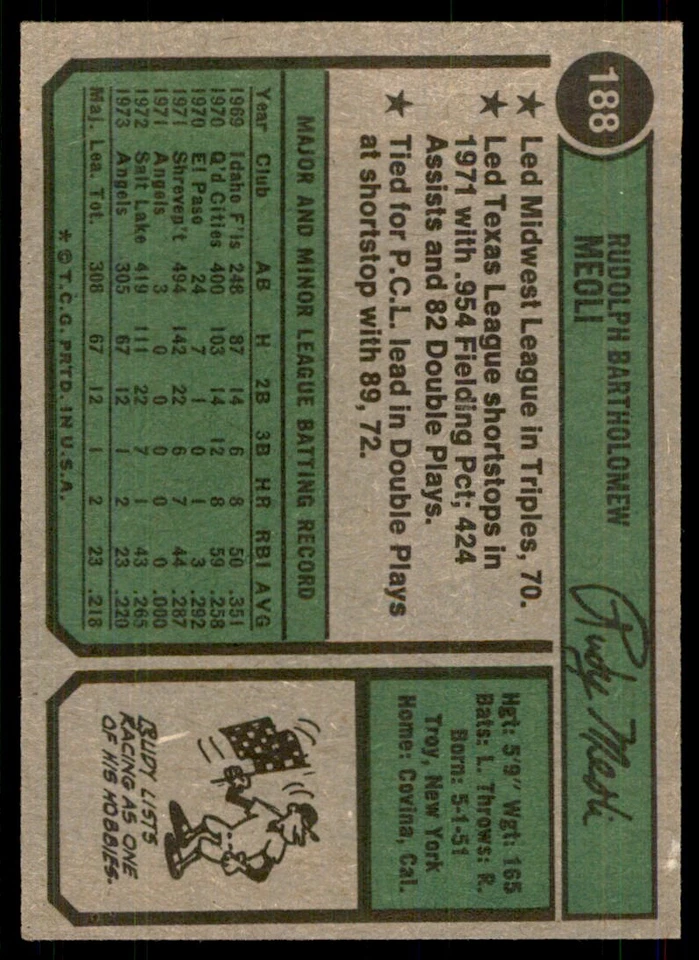 188
RUDOLPH BARTHOLOMEW
MEOLI
Rudy Meoli
★ Led Midwest League in Triples, 70.
★ Led Texas League shortstops in
1971 with .954 Fielding Pct; 424
Assists and 82 Double Plays.
★ Tied for P.C.L. lead in Double Plays
at shortstop with 89, 72.
Hgt: 5'9" Wgt: 165
Bats: L. Throws: R.
Born: 5-1-51
Troy, New York
Home: Covina, Cal.
MAJOR AND MINOR LEAGUE BATTING RECORD
Year Club AB H 2B 3B HR RBI AVG
1969 Idaho F'ls 248 87 14 6 8 50 .351
1970 Q'd Cities 400 103 14 12 8 59 .258
1970 El Paso 24 7 1 0 1 3 .292
1971 Shreven't 494 142 22 6 7 44 .287
1971 Angels 3 0 0 0 0 0 .000
1972 Salt Lake 419 111 22 7 1 43 .265
1973 Angels 305 67 12 1 2 23 .220
Maj. Lea. Tot. 308 67 12 1 2 23 .218
* © T.C.G. PRTD. IN U.S.A.
RUDY LISTS
RACING AS ONE
OF HIS HOBBIES.